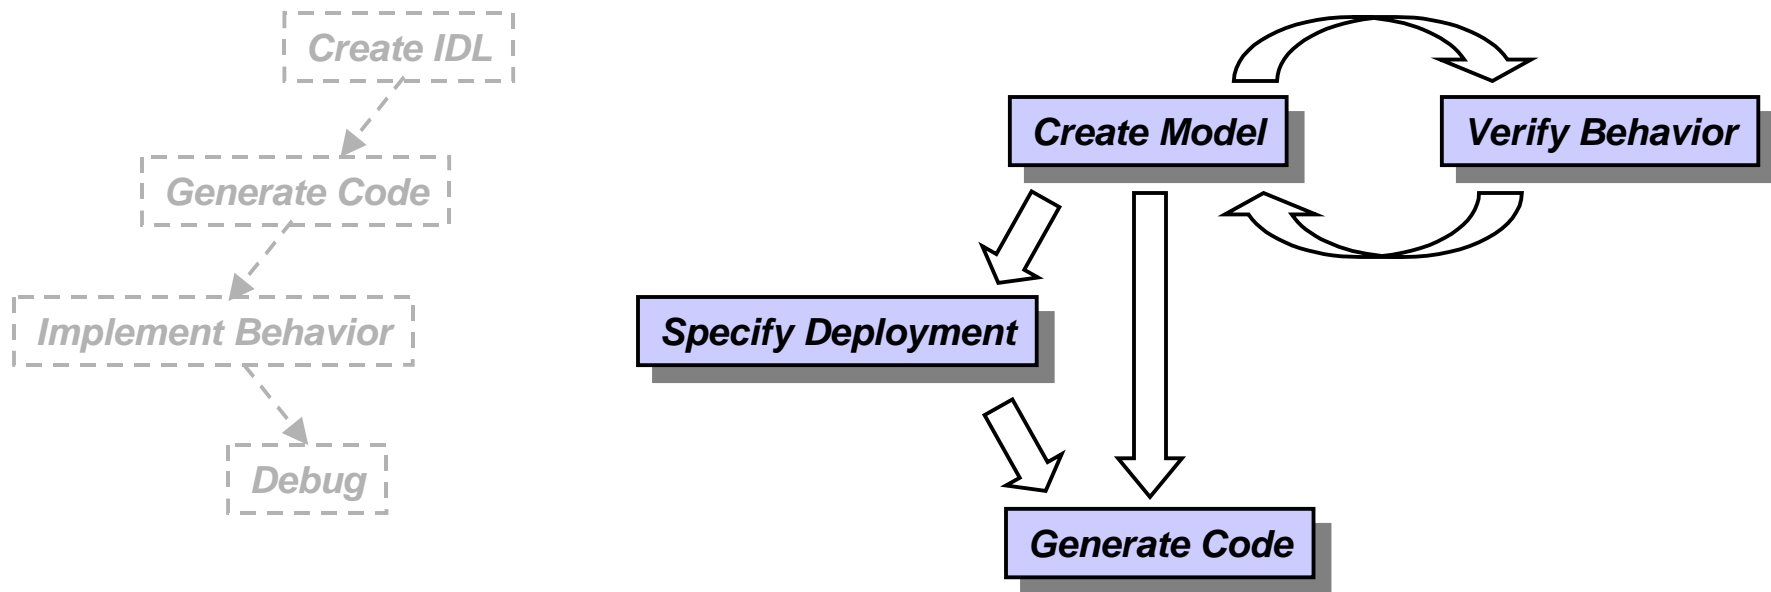 Create IDL
Generate Code
Implement Behavior
Debug
Create Model
Verify Behavior
Specify Deployment
Generate Code